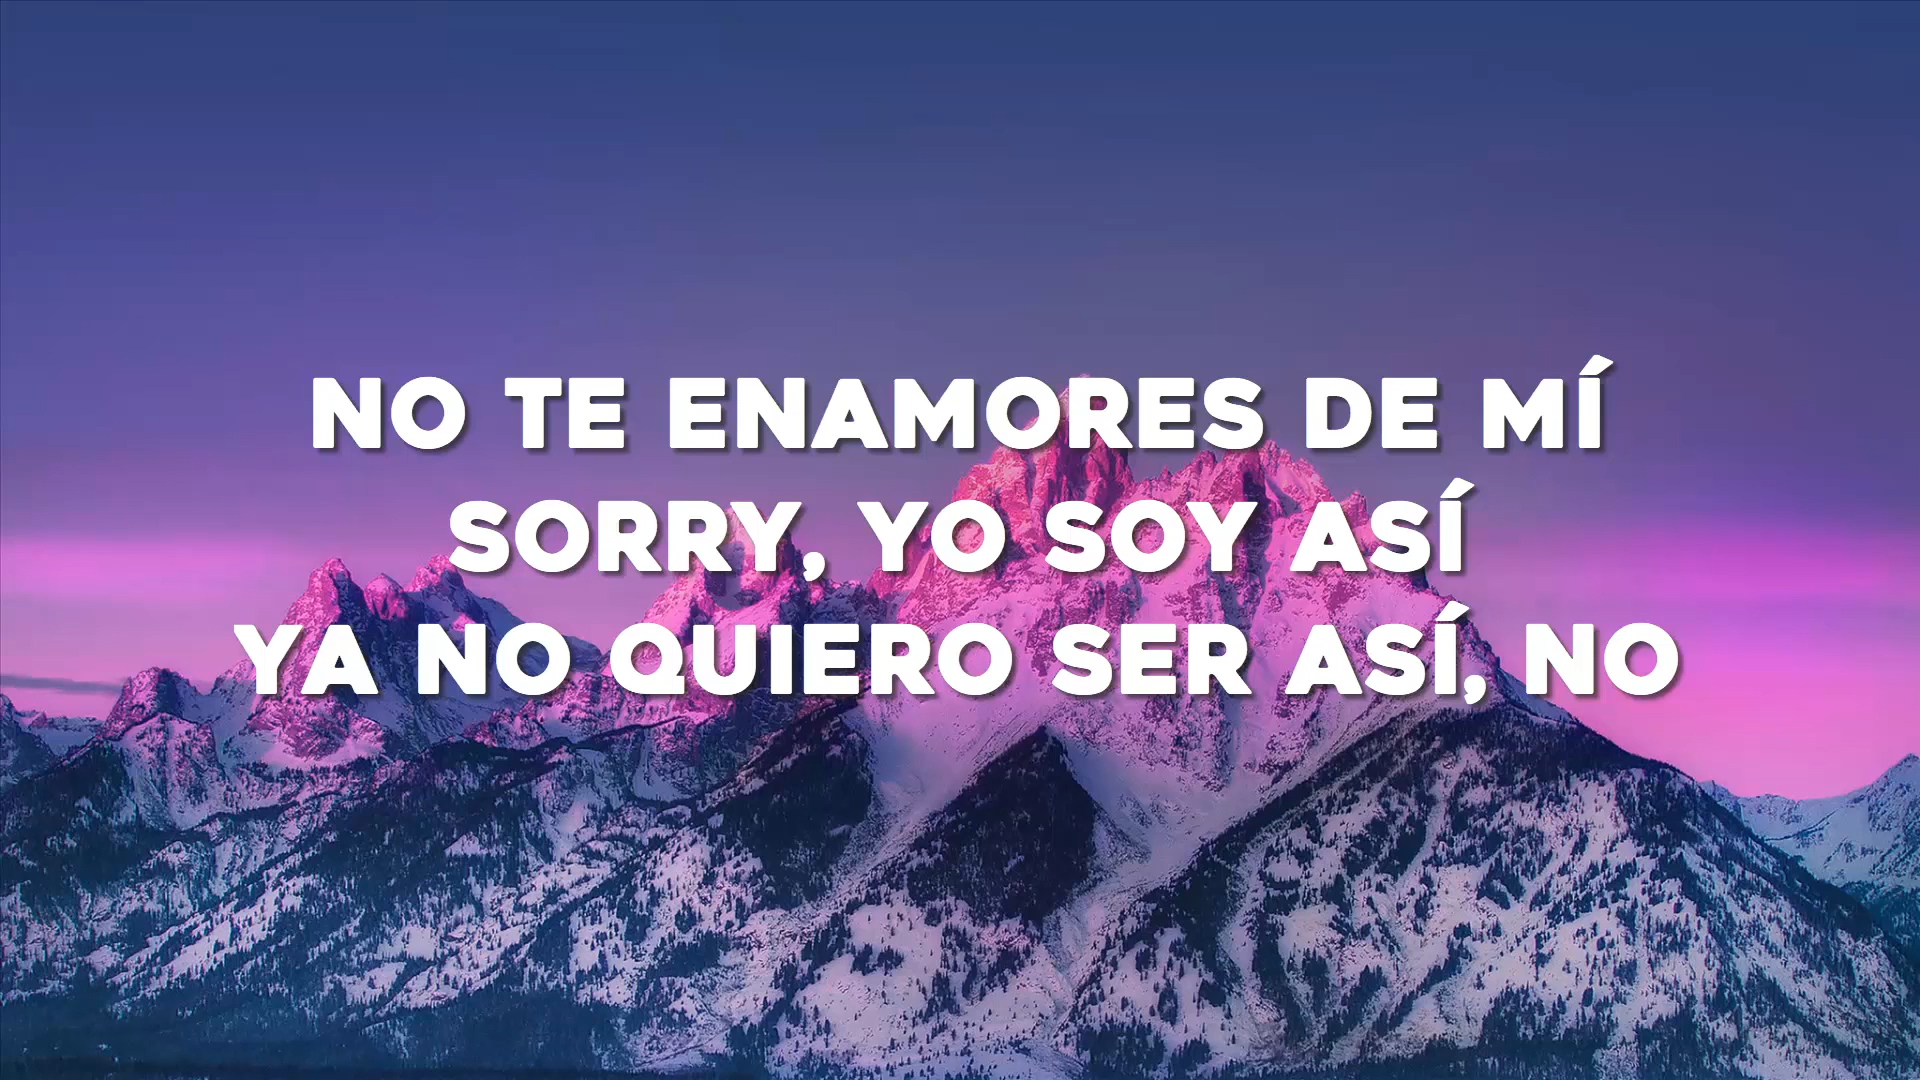 NO TE ENAMORES DE MÍ
SORRY, YO SOY ASÍ
YA NO QUIERO SER ASÍ, NO